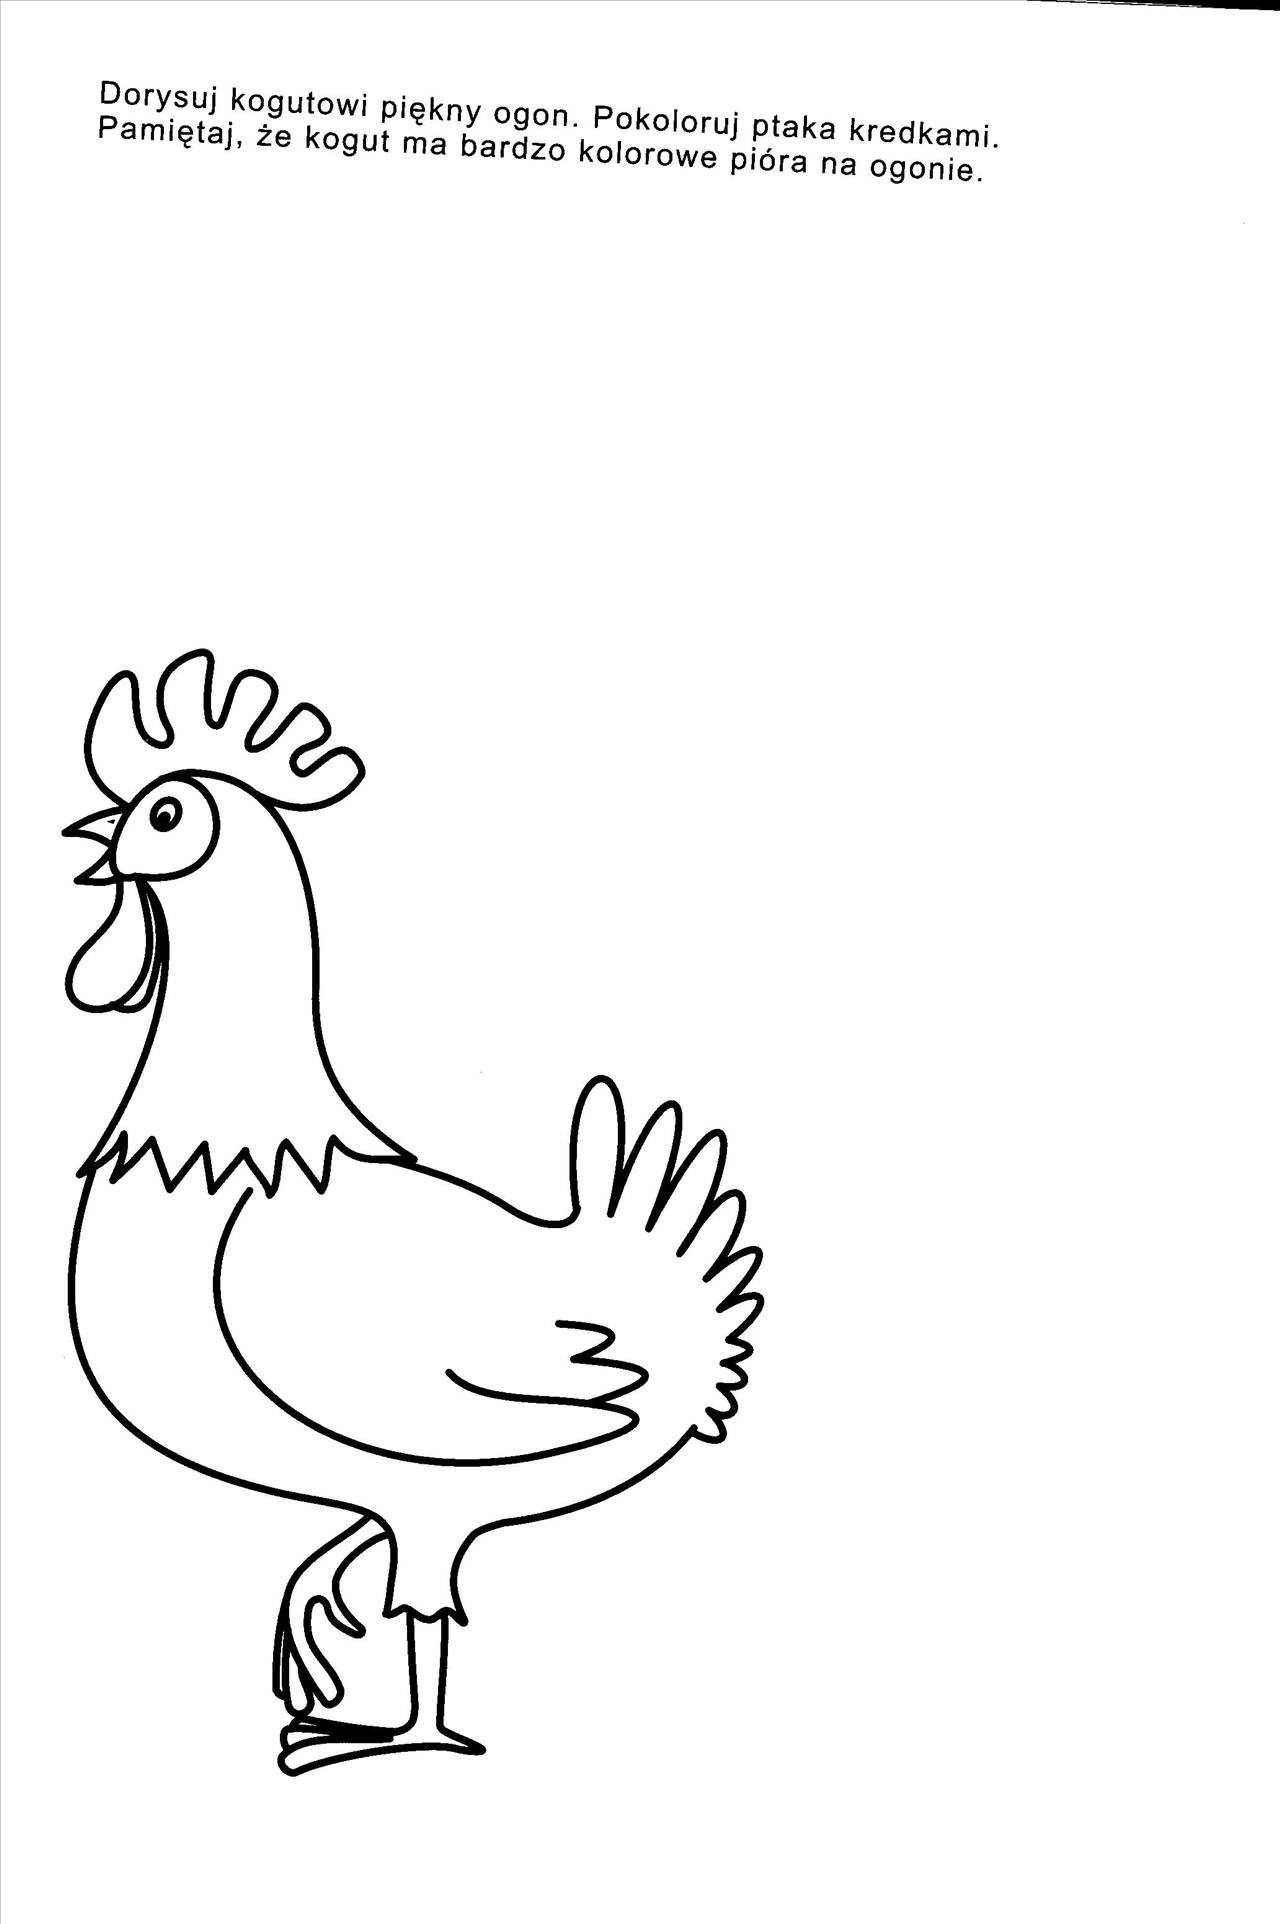 Dorysuj kogutowi piękny ogon. Pokoloruj ptaka kredkami.
Pamiętaj, że kogut ma bardzo kolorowe pióra na ogonie.